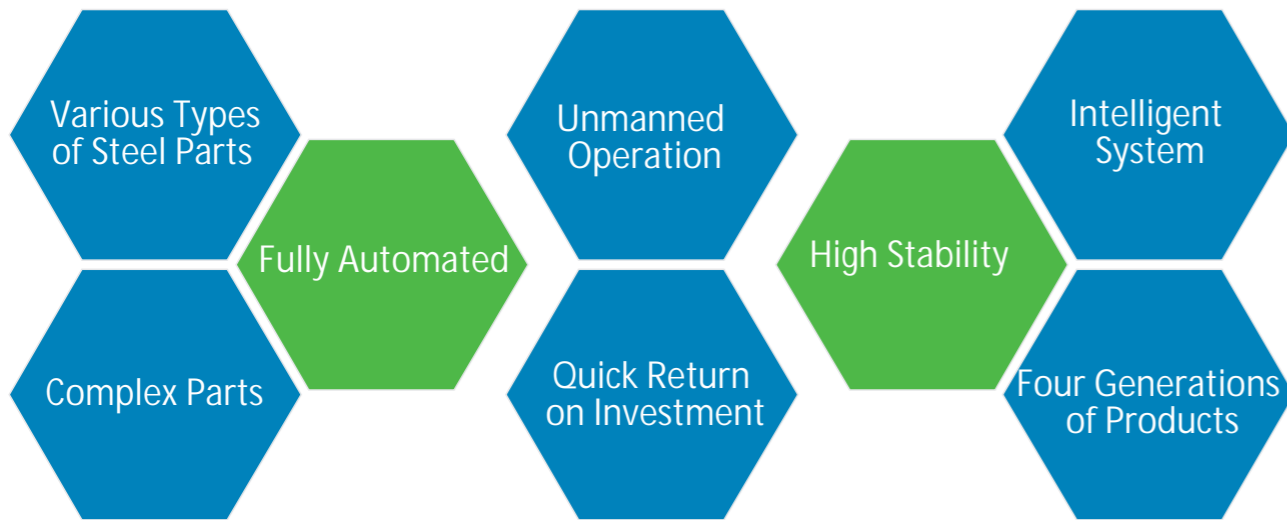 Various Types
of Steel Parts
Unmanned
Operation
Intelligent
System
Fully Automated
High Stability
Complex Parts
Quick Return
on Investment
Four Generations
of Products